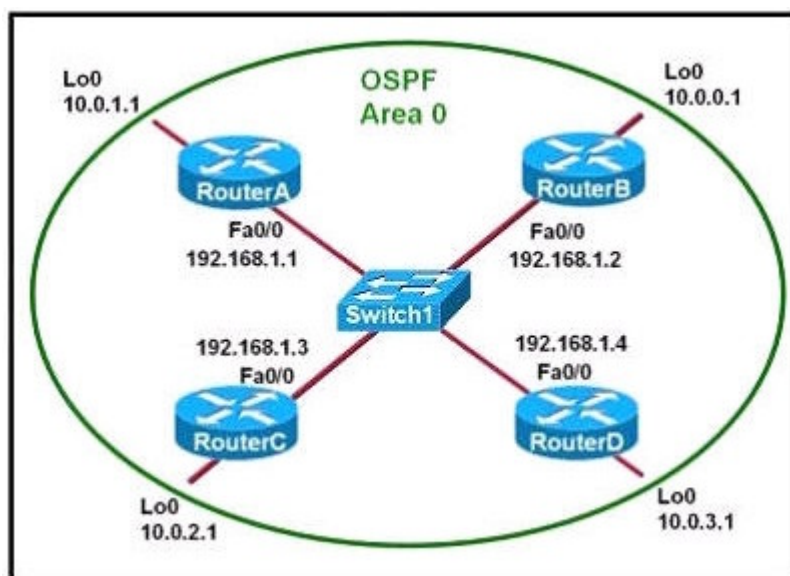 Lo0
10.0.1.1
OSPF
Area 0
Lo0
10.0.0.1
RouterA
RouterB
Fa0/0
192.168.1.1
Fa0/0
192.168.1.2
Switch1
192.168.1.3
Fa0/0
192.168.1.4
Fa0/0
RouterC
RouterD
Lo0
10.0.2.1
Lo0
10.0.3.1